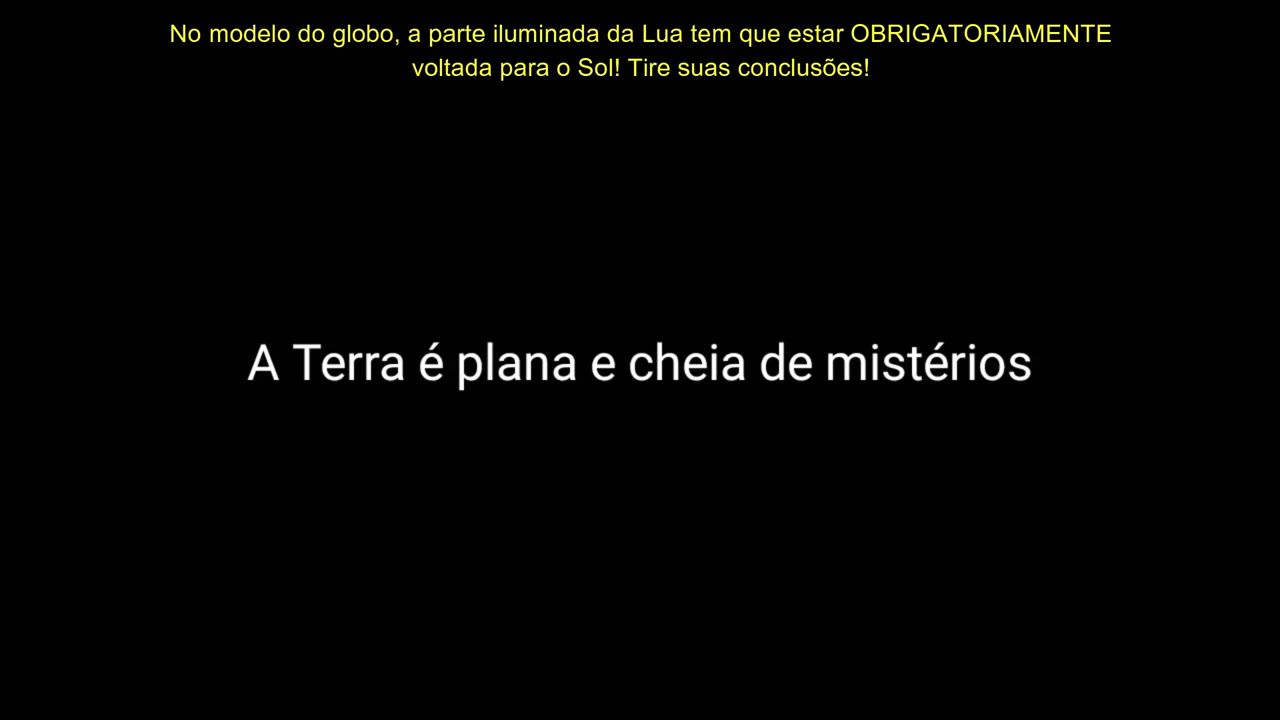 No modelo do globo, a parte iluminada da Lua tem que estar OBRIGATORIAMENTE
voltada para o Sol! Tire suas conclusões!
A Terra é plana e cheia de mistérios